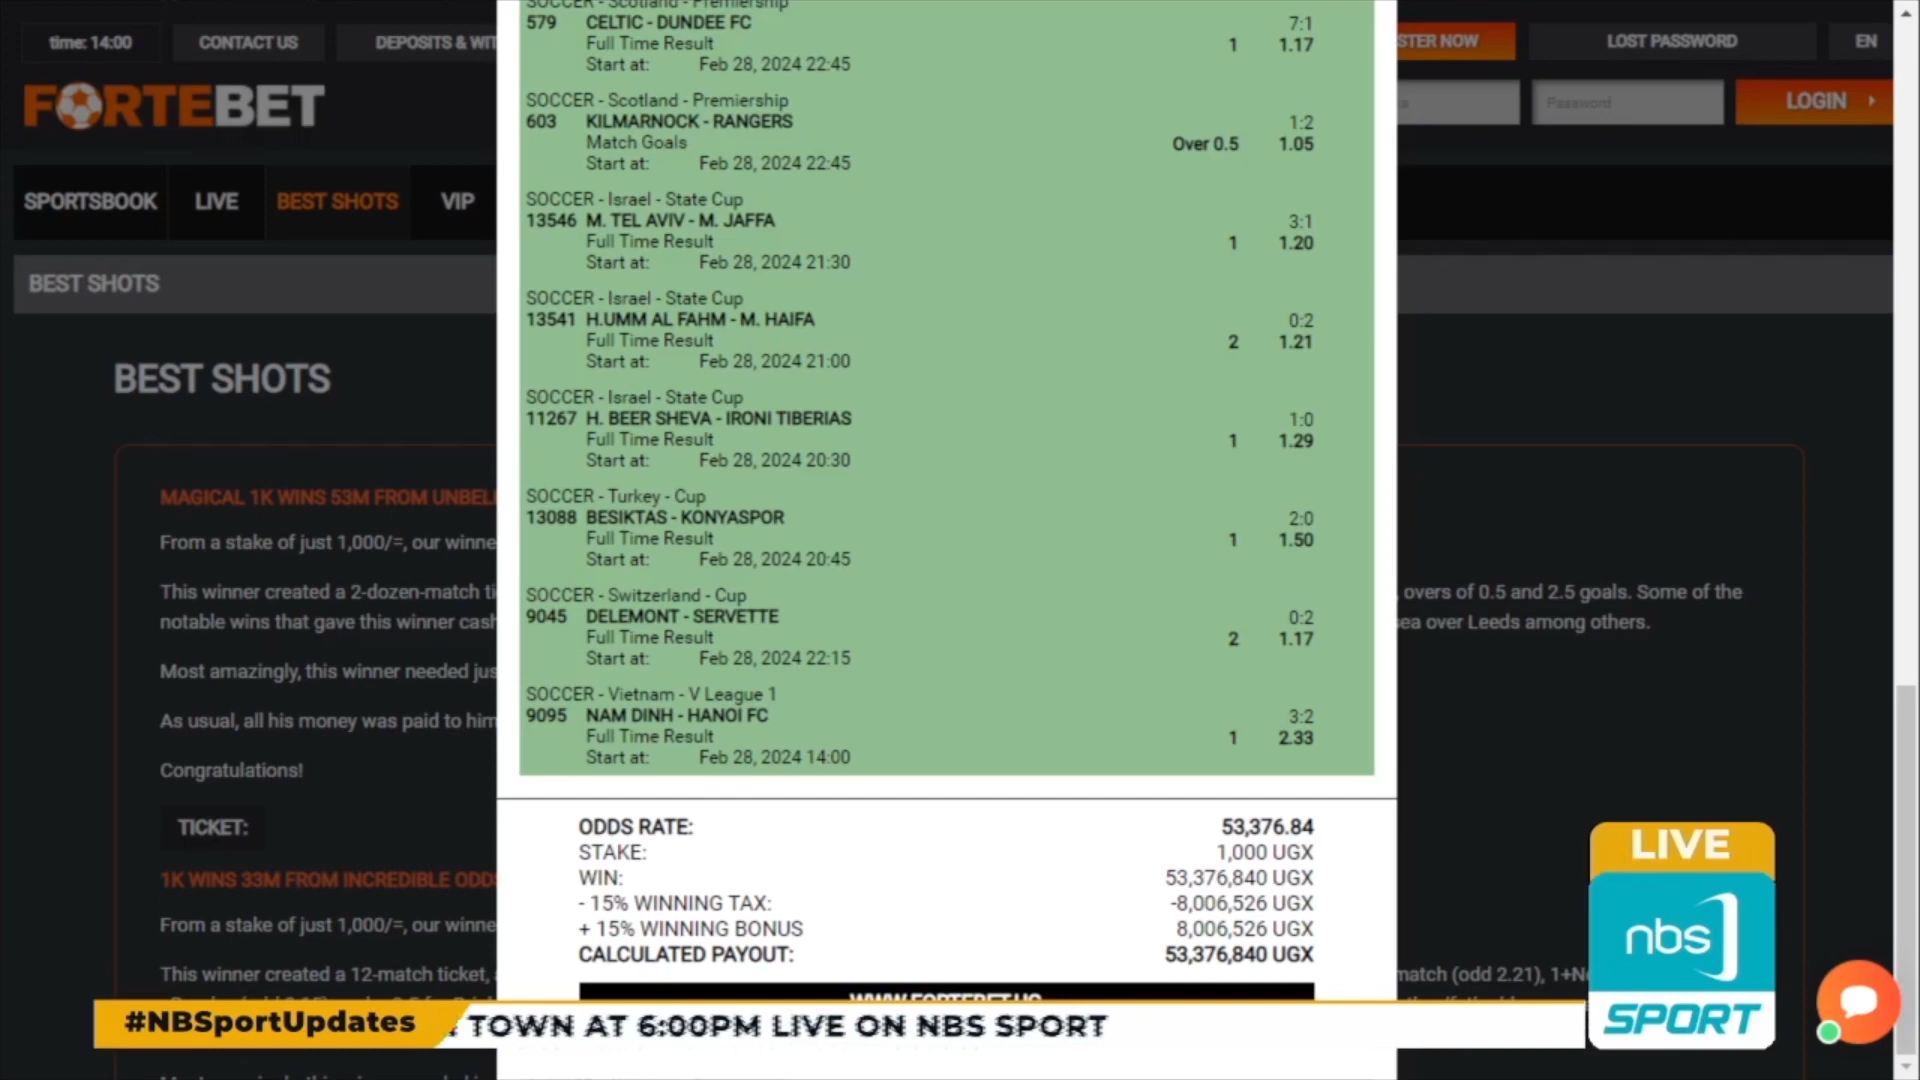 time: 14:00
CONTACT US
DEPOSITS & WIT
STER NOW
LOST PASSWORD
EN
FORTEBET
Password
LOGIN
SPORTSBOOK
LIVE
BEST SHOTS
VIP
BEST SHOTS
BEST SHOTS
MAGICAL 1K WINS 53M FROM UNBELI
From a stake of just 1,000/=, our winne
This winner created a 2-dozen-match ti
, overs of 0.5 and 2.5 goals. Some of the
notable wins that gave this winner cash
sea over Leeds among others.
Most amazingly, this winner needed jus
As usual, all his money was paid to him
Congratulations!
TICKET:
1K WINS 33M FROM INCREDIBLE ODDS
From a stake of just 1,000/=, our winne
This winner created a 12-match ticket,
match (odd 2.21), 1+N
SOCCER - Scotland - Premiership
579 CELTIC - DUNDEE FC 7:1
Full Time Result 1 1.17
Start at: Feb 28, 2024 22:45
SOCCER - Scotland - Premiership
603 KILMARNOCK - RANGERS 1:2
Match Goals Over 0.5 1.05
Start at: Feb 28, 2024 22:45
SOCCER - Israel - State Cup
13546 M. TEL AVIV - M. JAFFA 3:1
Full Time Result 1 1.20
Start at: Feb 28, 2024 21:30
SOCCER - Israel - State Cup
13541 H.UMM AL FAHM - M. HAIFA 0:2
Full Time Result 2 1.21
Start at: Feb 28, 2024 21:00
SOCCER - Israel - State Cup
11267 H. BEER SHEVA - IRONI TIBERIAS 1:0
Full Time Result 1 1.29
Start at: Feb 28, 2024 20:30
SOCCER - Turkey - Cup
13088 BESIKTAS - KONYASPOR 2:0
Full Time Result 1 1.50
Start at: Feb 28, 2024 20:45
SOCCER - Switzerland - Cup
9045 DELEMONT - SERVETTE 0:2
Full Time Result 2 1.17
Start at: Feb 28, 2024 22:15
SOCCER - Vietnam - V League 1
9095 NAM DINH - HANOI FC 3:2
Full Time Result 1 2.33
Start at: Feb 28, 2024 14:00
ODDS RATE: 53,376.84
STAKE: 1,000 UGX
WIN: 53,376,840 UGX
- 15% WINNING TAX: -8,006,526 UGX
+ 15% WINNING BONUS 8,006,526 UGX
CALCULATED PAYOUT: 53,376,840 UGX
WWW.FORTEBET.UG
LIVE
nbs
SPORT
#NBSportUpdates
TOWN AT 6:00PM LIVE ON NBS SPORT